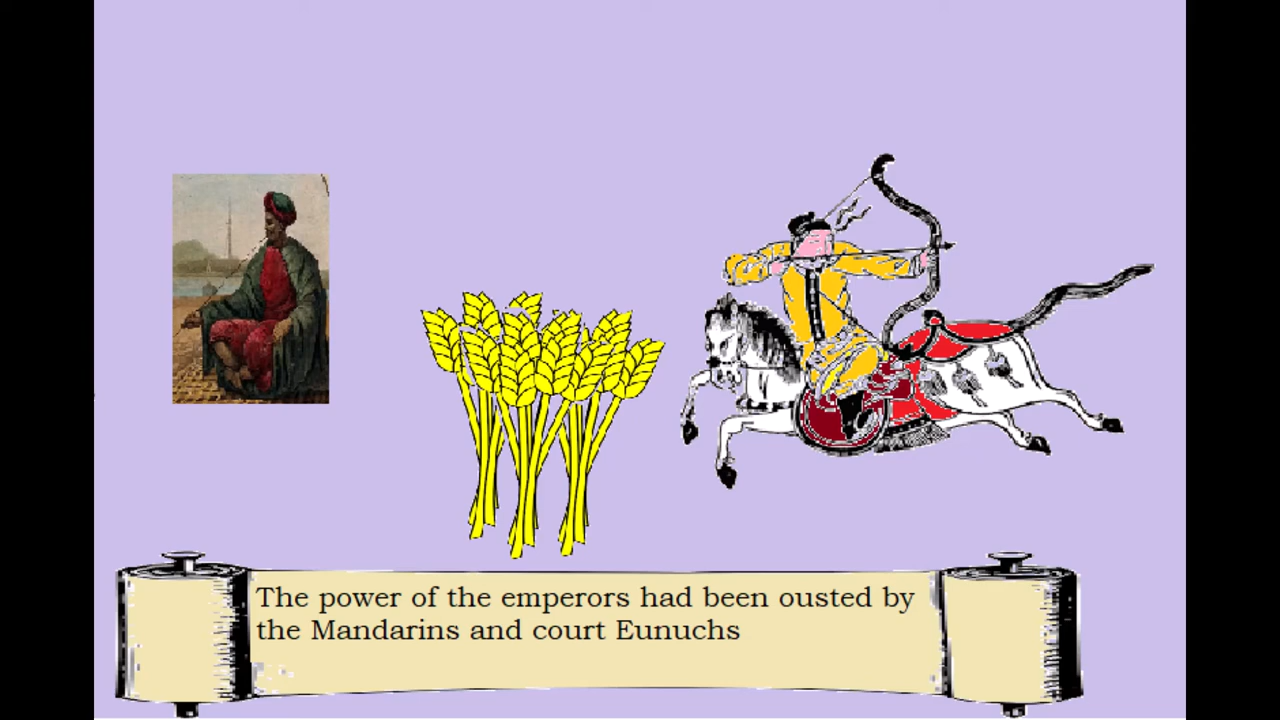 The power of the emperors had been ousted by
the Mandarins and court Eunuchs